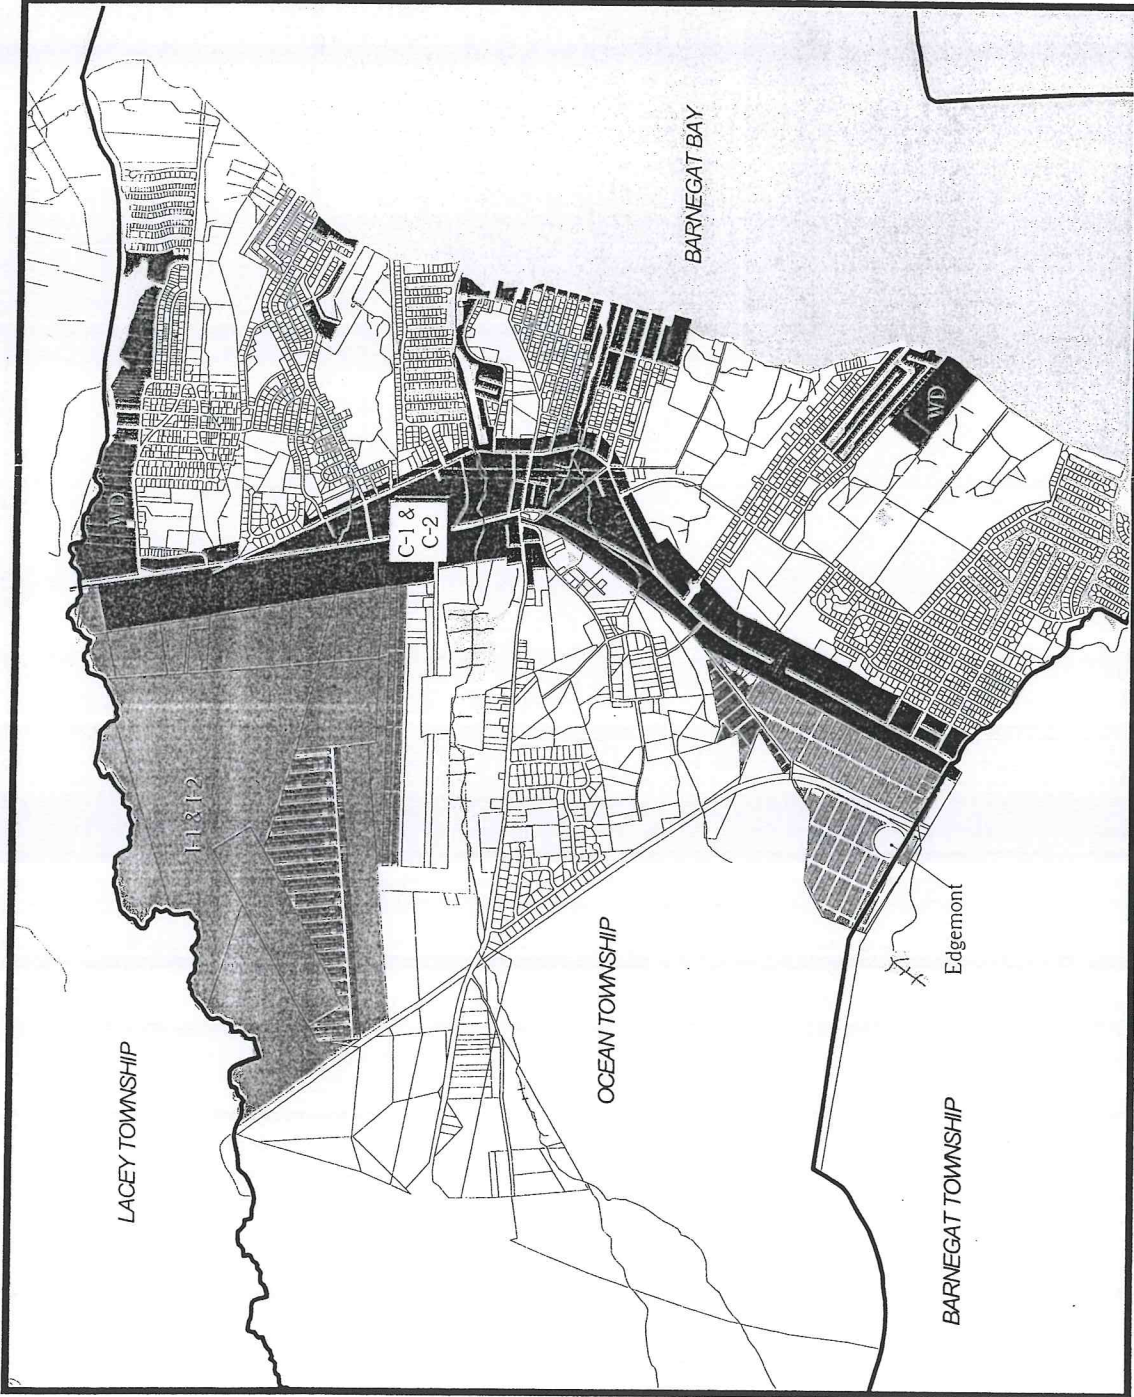 LACEY TOWNSHIP
I-1 & I-2
WD
C-1 &
C-2
OCEAN TOWNSHIP
BARNEGAT BAY
WD
BARNEGAT TOWNSHIP
Edgemont